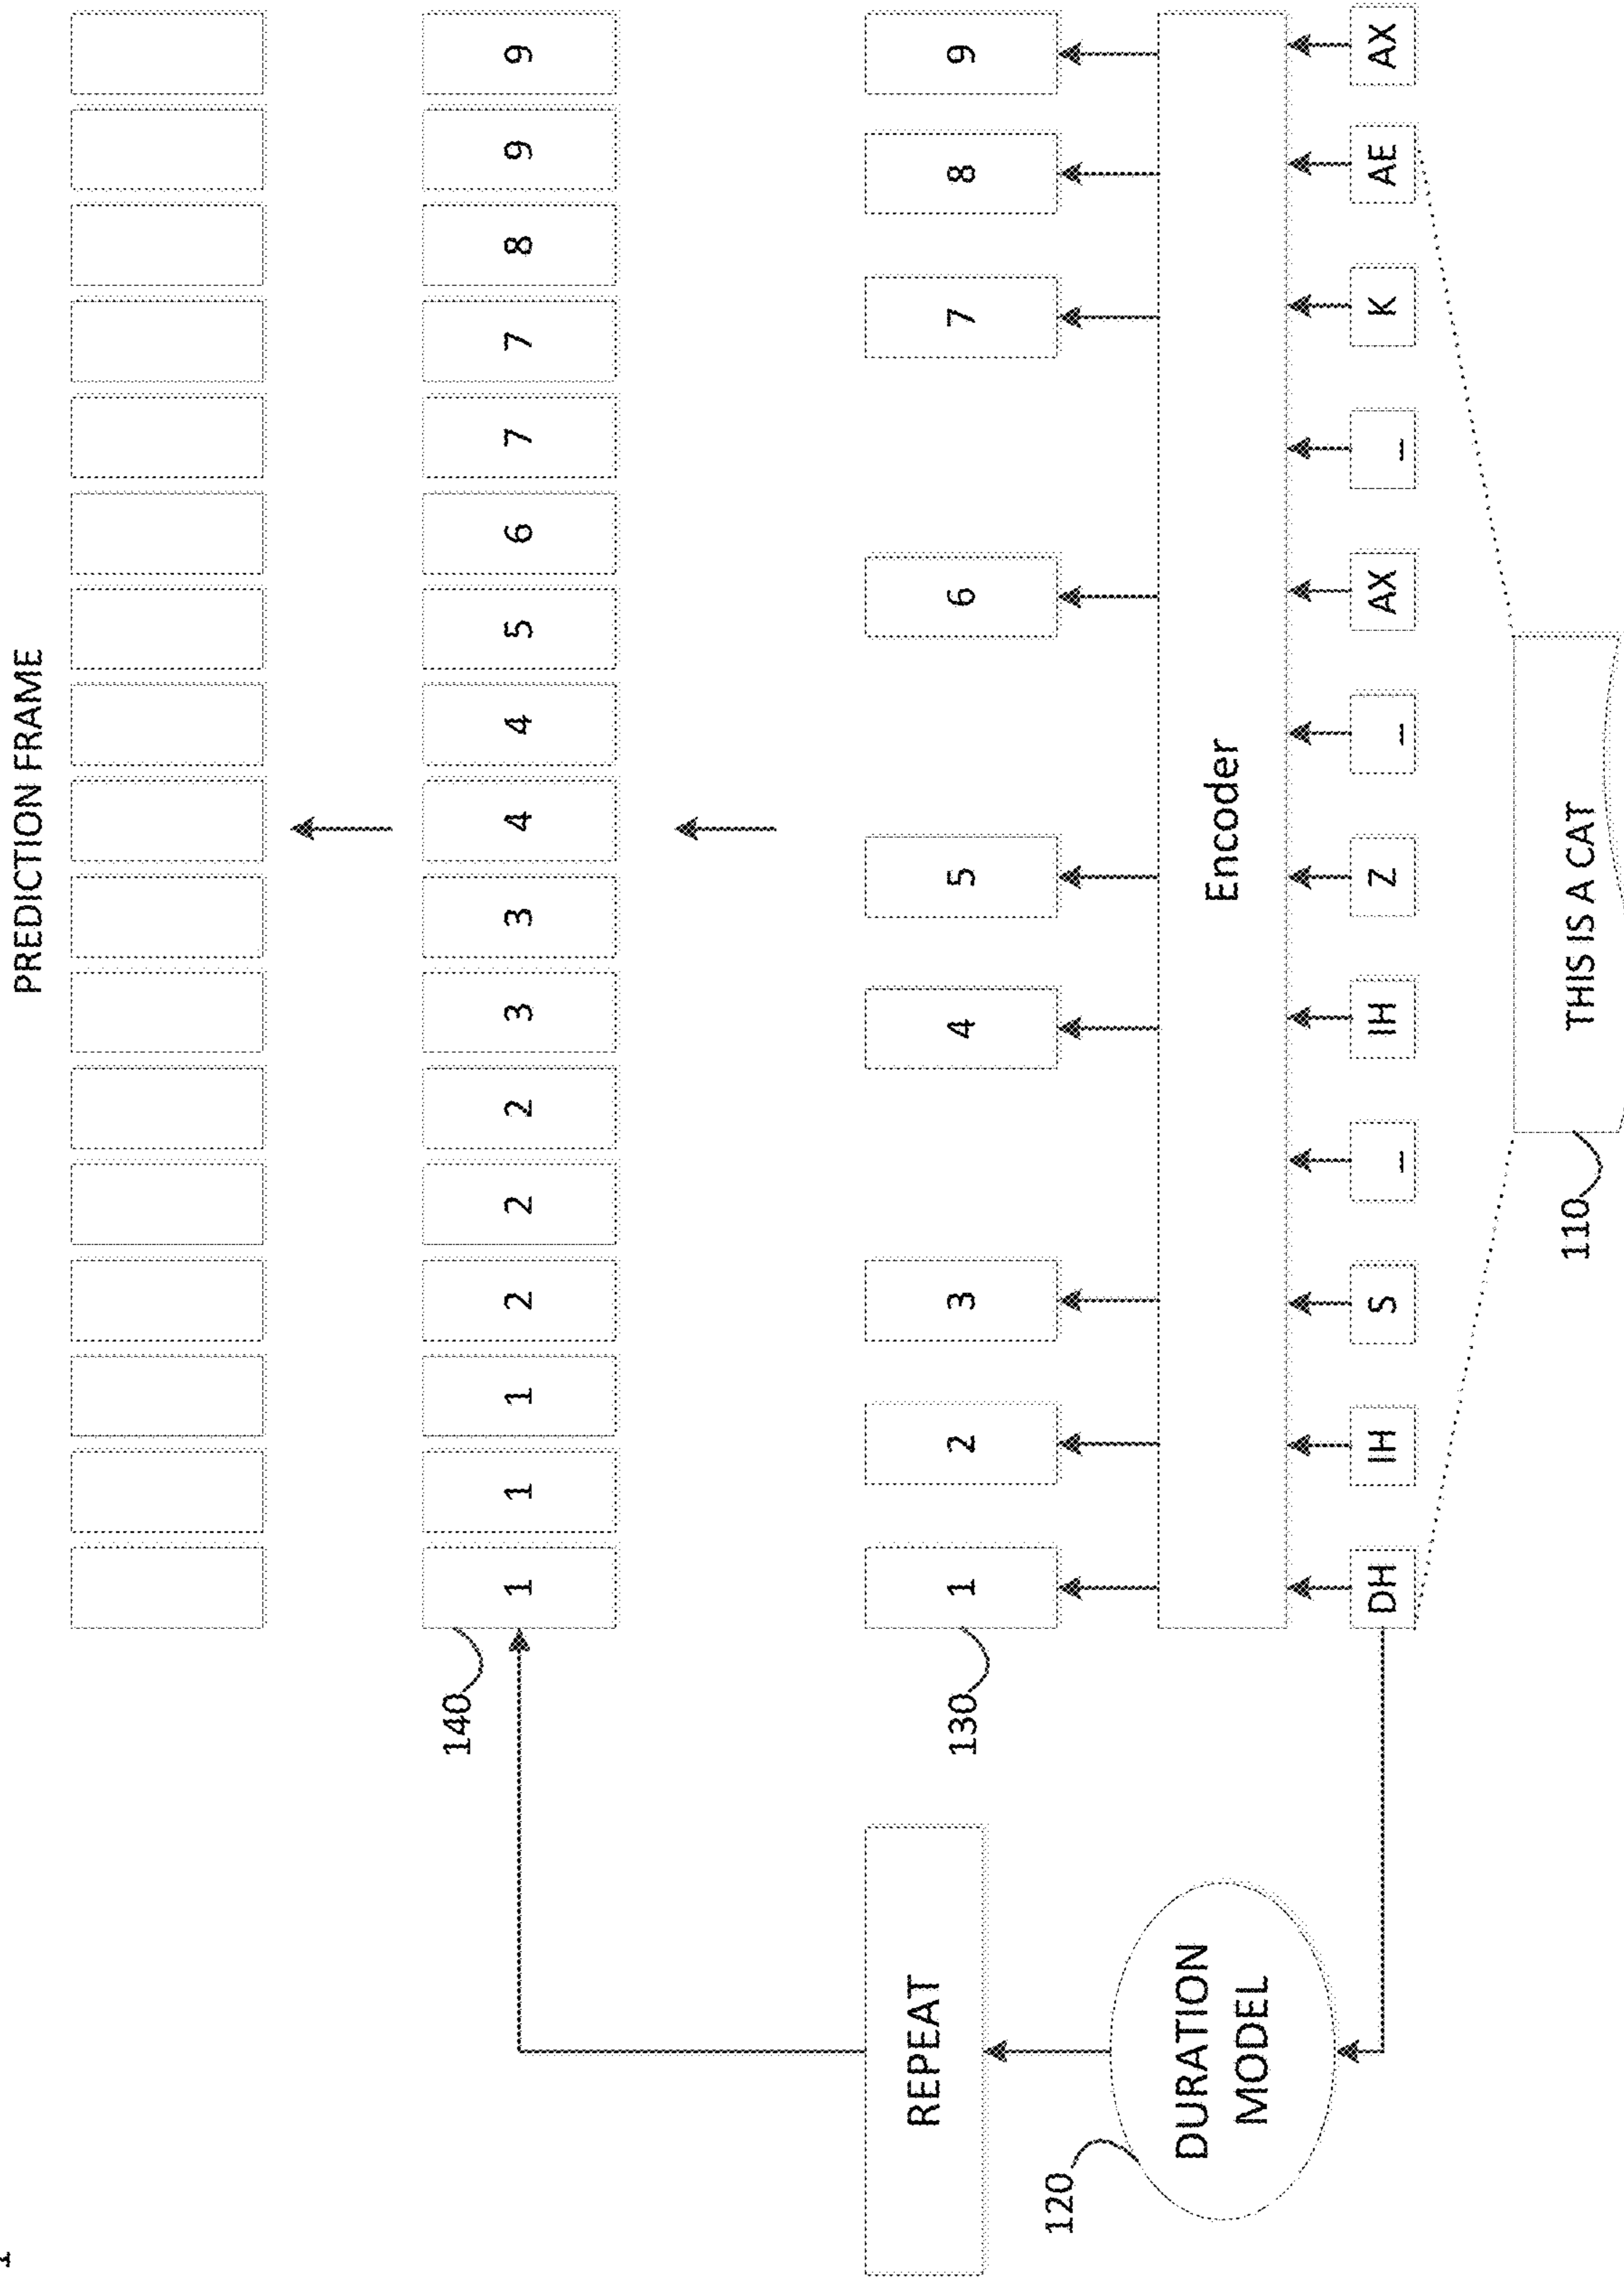 PREDICTION FRAME
140
1 1 1 2 2 2 3 3 4 4 5 6 7 7 8 9 9
130
1 2 3 4 5 6 7 8 9
REPEAT
Encoder
120
DURATION
MODEL
DH IH S _ IH Z _ AX _ K AE AX
110
THIS IS A CAT